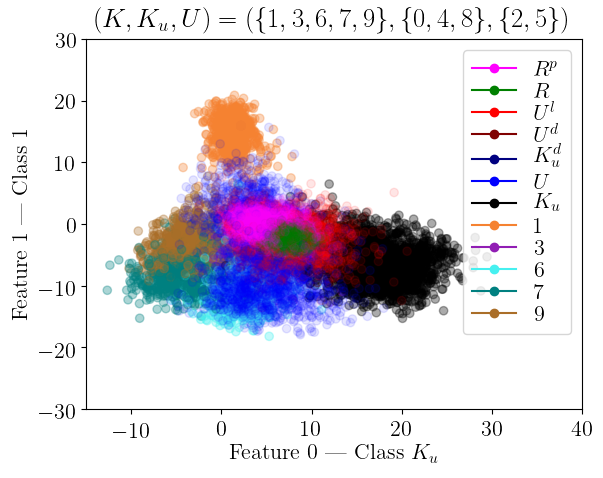 (K, K_u, U) = ({1, 3, 6, 7, 9}, {0, 4, 8}, {2, 5})
30
20
10
0
−10
−20
−30
Feature 1 — Class 1
R^p
R
U^l
U^d
K_u^d
U
K_u
1
3
6
7
9
−10
0
10
20
30
40
Feature 0 — Class K_u